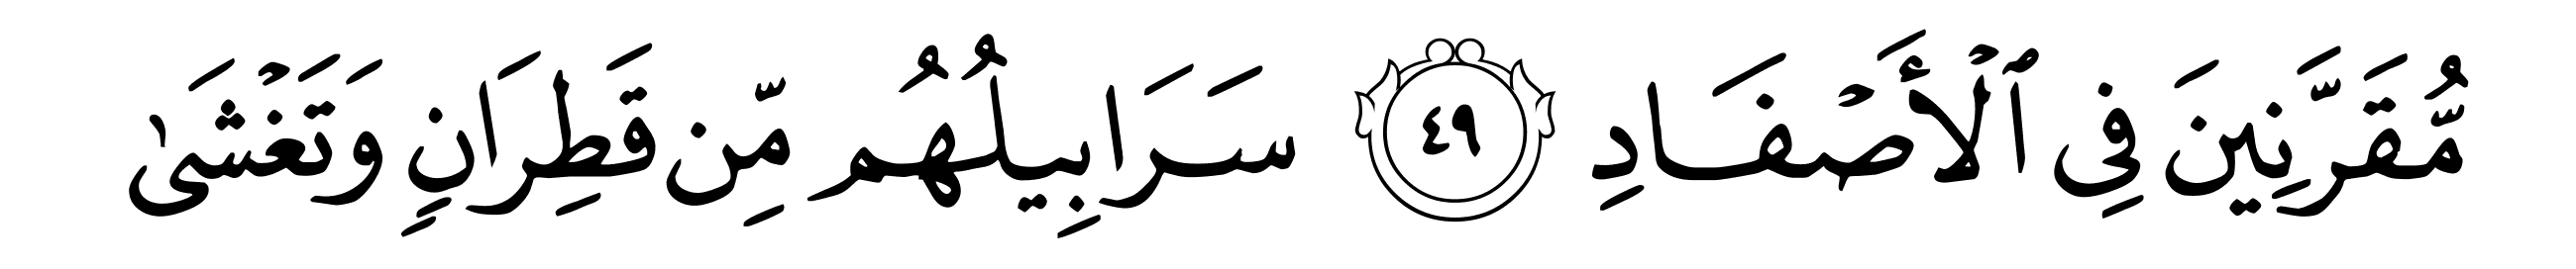 مُّقَرَّنِينَ فِي ٱلۡأَصۡفَادِ ٤٩ سَرَابِيلُهُم مِّن قَطِرَانٖ وَتَغۡشَىٰ